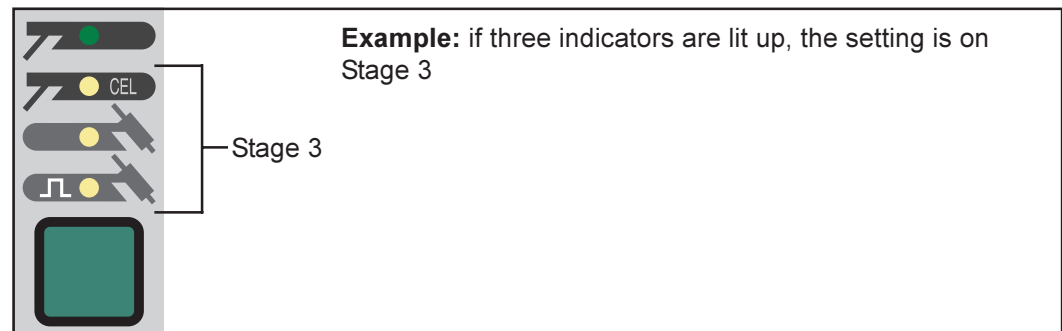 Example: if three indicators are lit up, the setting is on
Stage 3
CEL
Stage 3